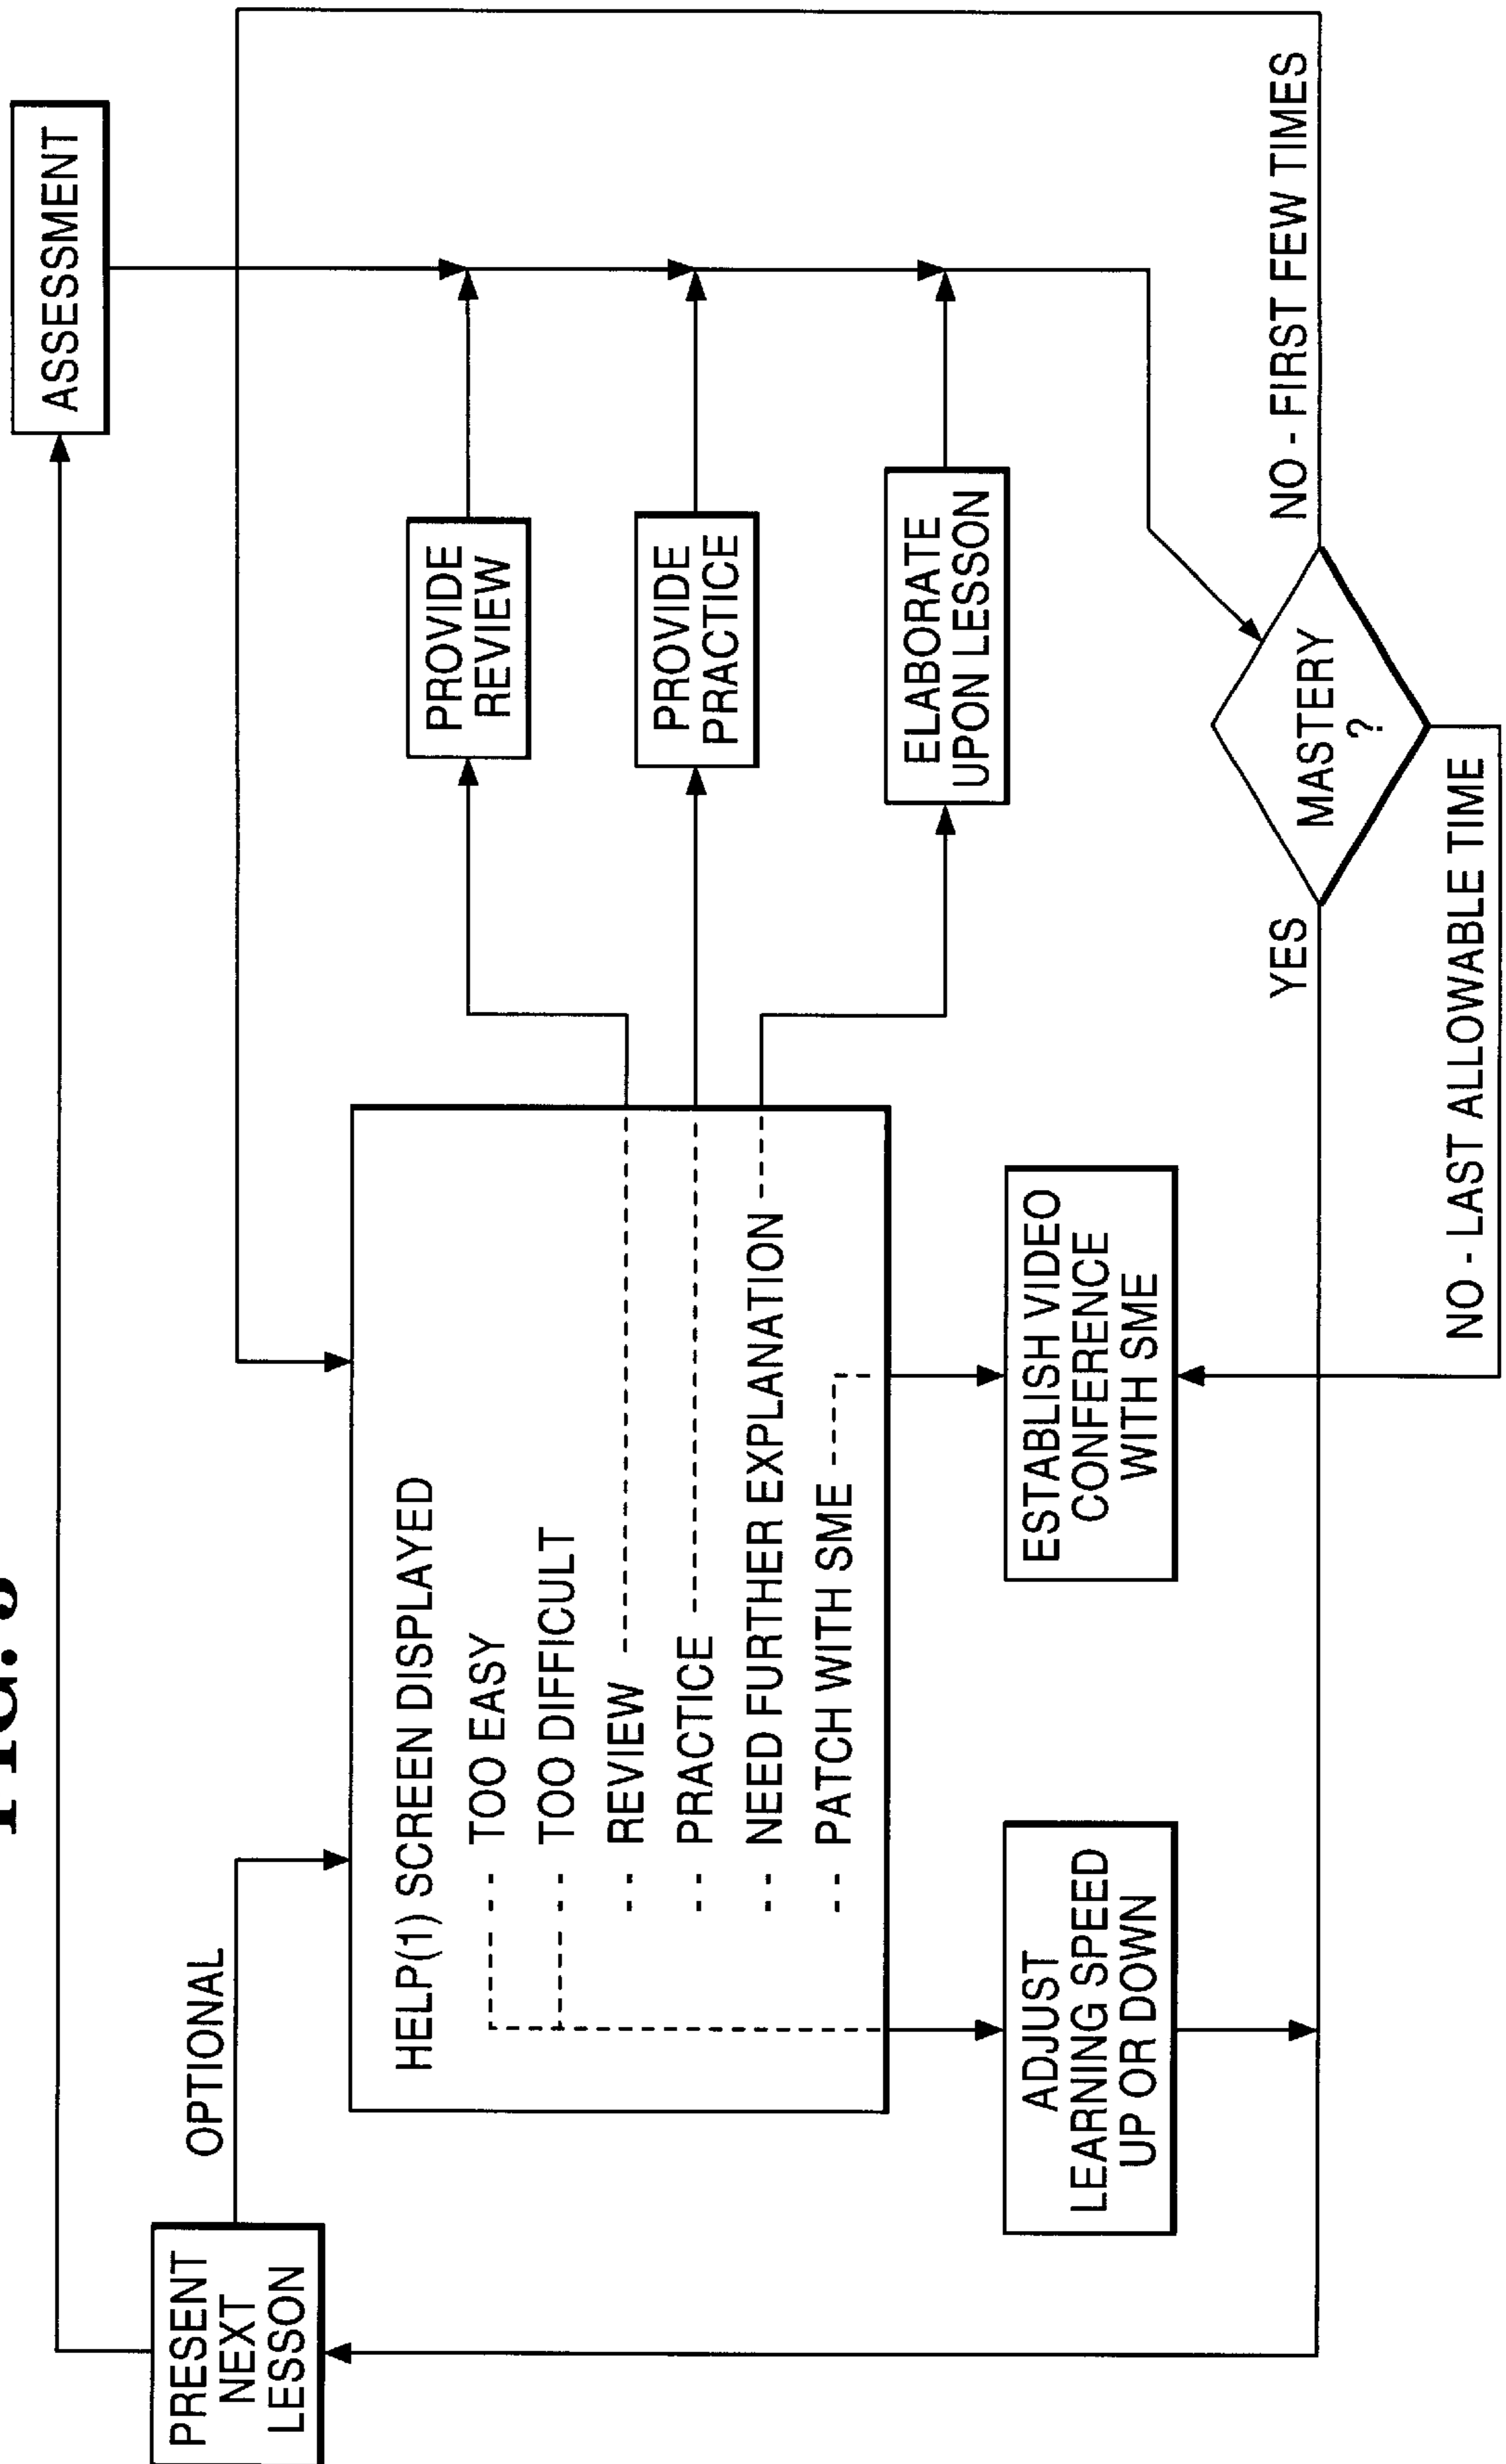 PRESENT
NEXT
LESSON
OPTIONAL
ASSESSMENT
HELP(1) SCREEN DISPLAYED
-- TOO EASY
-- TOO DIFFICULT
-- REVIEW
-- PRACTICE
-- NEED FURTHER EXPLANATION
-- PATCH WITH SME
PROVIDE
REVIEW
PROVIDE
PRACTICE
ELABORATE
UPON LESSON
ADJUST
LEARNING SPEED
UP OR DOWN
ESTABLISH VIDEO
CONFERENCE
WITH SME
MASTERY
?
YES
NO - FIRST FEW TIMES
NO - LAST ALLOWABLE TIME